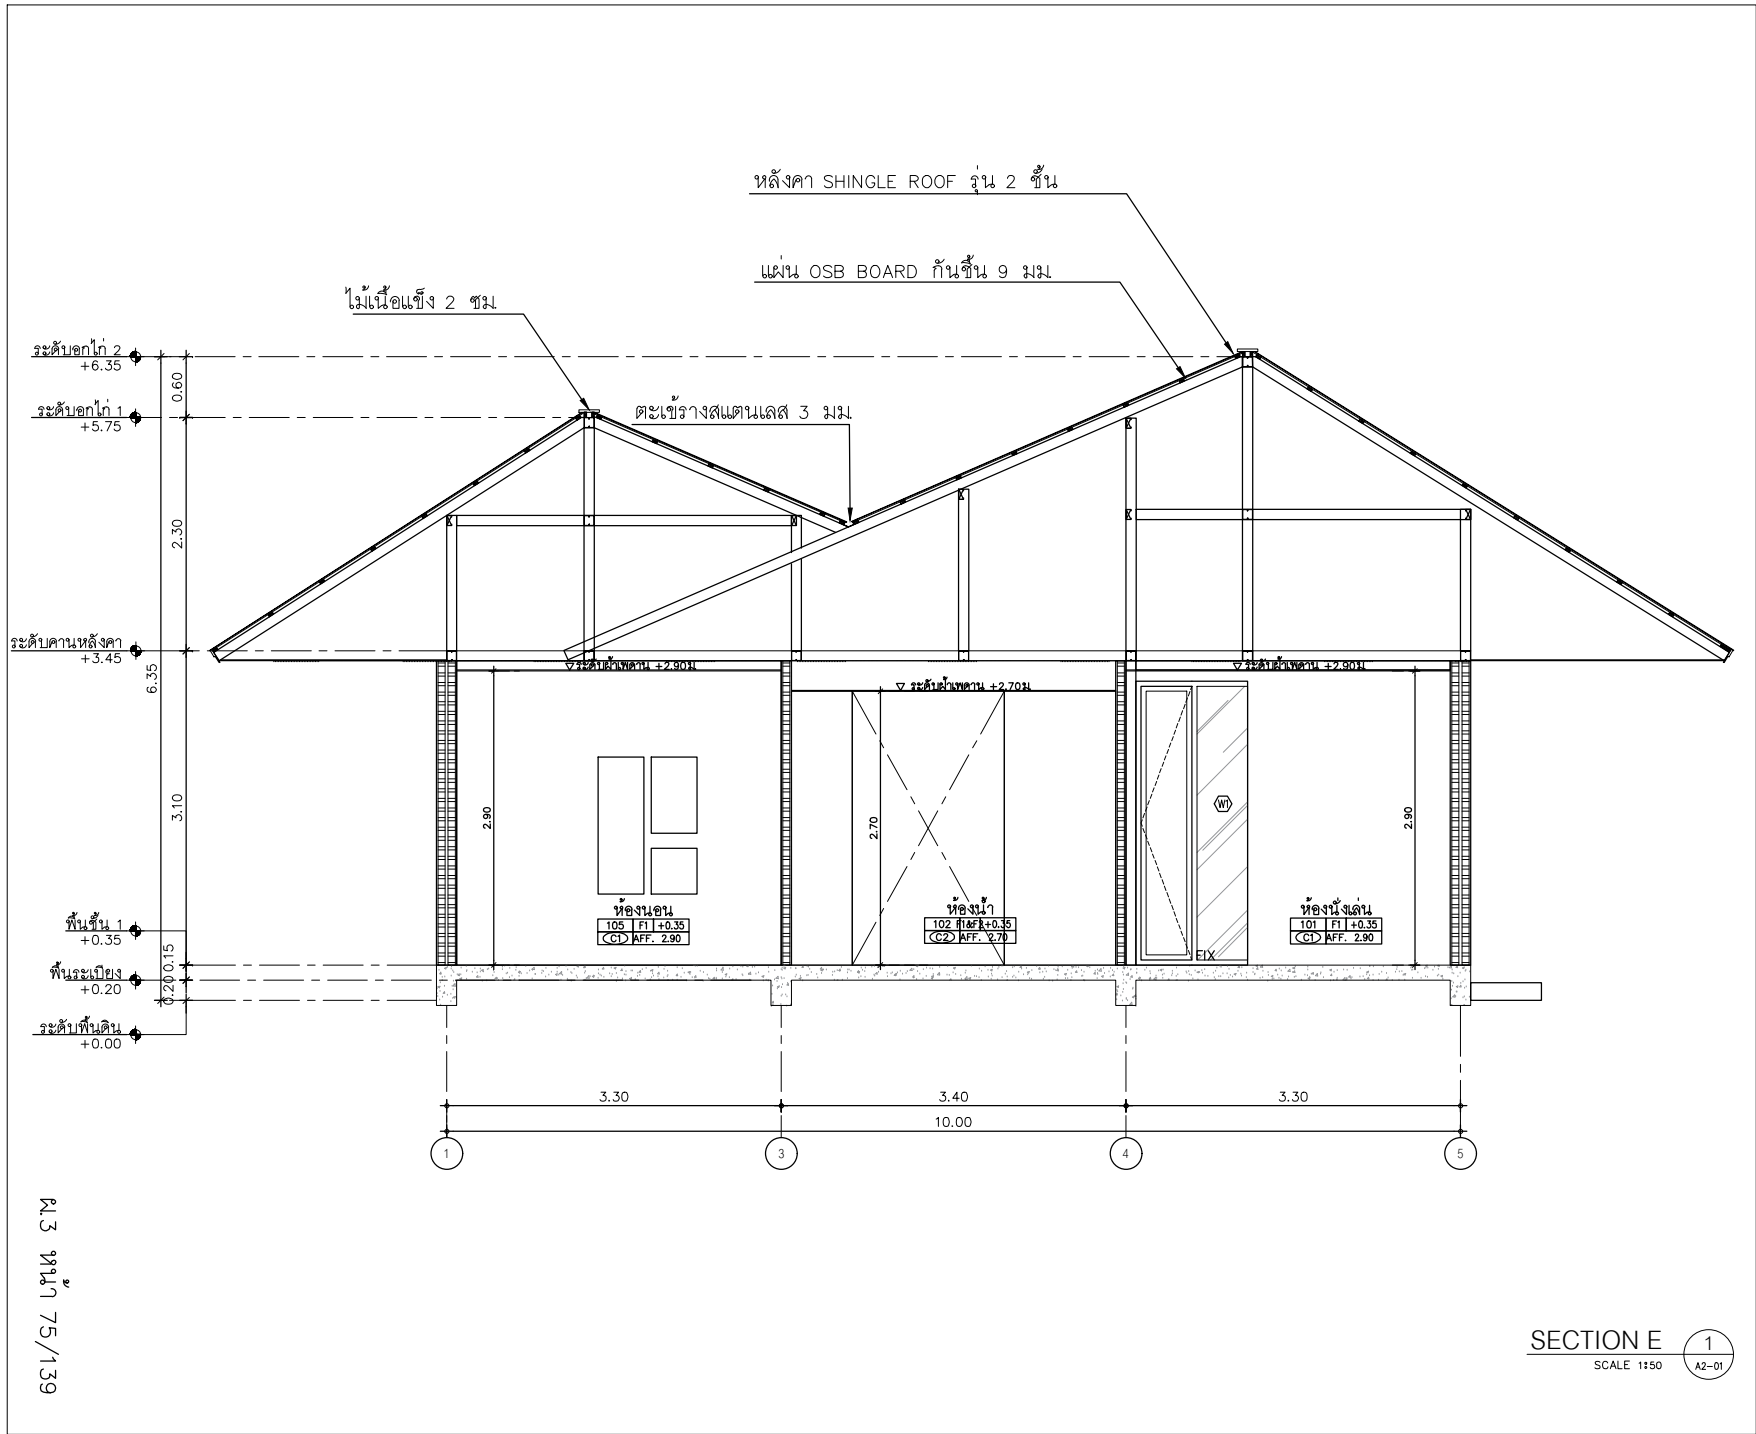 หลังคา SHINGLE ROOF รุ่น 2 ชั้น
แผ่น OSB BOARD กันชื้น 9 มม.
ไม้เนื้อแข็ง 2 ซม.
ตะเข้รางสแตนเลส 3 มม.
ระดับอกไก่ 2
+6.35
0.60
ระดับอกไก่ 1
+5.75
2.30
ระดับคานหลังคา
+3.45
6.35
3.10
พื้นชั้น 1
+0.35
0.15
พื้นระเบียง
+0.20
0.20
ระดับพื้นดิน
+0.00
ระดับฝ้าเพดาน +2.90ม.
ระดับฝ้าเพดาน +2.70ม.
ระดับฝ้าเพดาน +2.90ม.
2.90
2.70
2.90
W1
FIX
ห้องนอน
105 F1 +0.35
C1 AFF. 2.90
ห้องน้ำ
102 F1&F2 +0.35
C2 AFF. 2.70
ห้องนั่งเล่น
101 F1 +0.35
C1 AFF. 2.90
3.30 3.40 3.30
10.00
1 3 4 5
ผ.3 หน้า 75/139
SECTION E
SCALE 1:50
1
A2-01